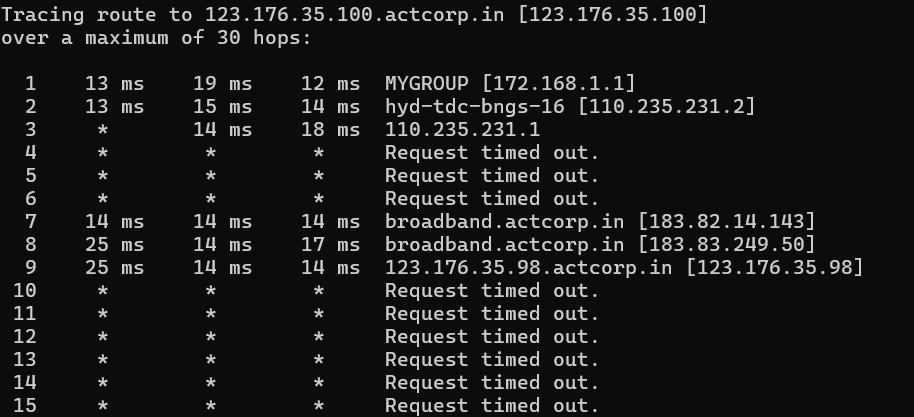 Tracing route to 123.176.35.100.actcorp.in [123.176.35.100]
over a maximum of 30 hops:
1 13 ms 19 ms 12 ms MYGROUP [172.168.1.1]
2 13 ms 15 ms 14 ms hyd-tdc-bngs-16 [110.235.231.2]
3 * 14 ms 18 ms 110.235.231.1
4 * * * Request timed out.
5 * * * Request timed out.
6 * * * Request timed out.
7 14 ms 14 ms 14 ms broadband.actcorp.in [183.82.14.143]
8 25 ms 14 ms 17 ms broadband.actcorp.in [183.83.249.50]
9 25 ms 14 ms 14 ms 123.176.35.98.actcorp.in [123.176.35.98]
10 * * * Request timed out.
11 * * * Request timed out.
12 * * * Request timed out.
13 * * * Request timed out.
14 * * * Request timed out.
15 * * * Request timed out.